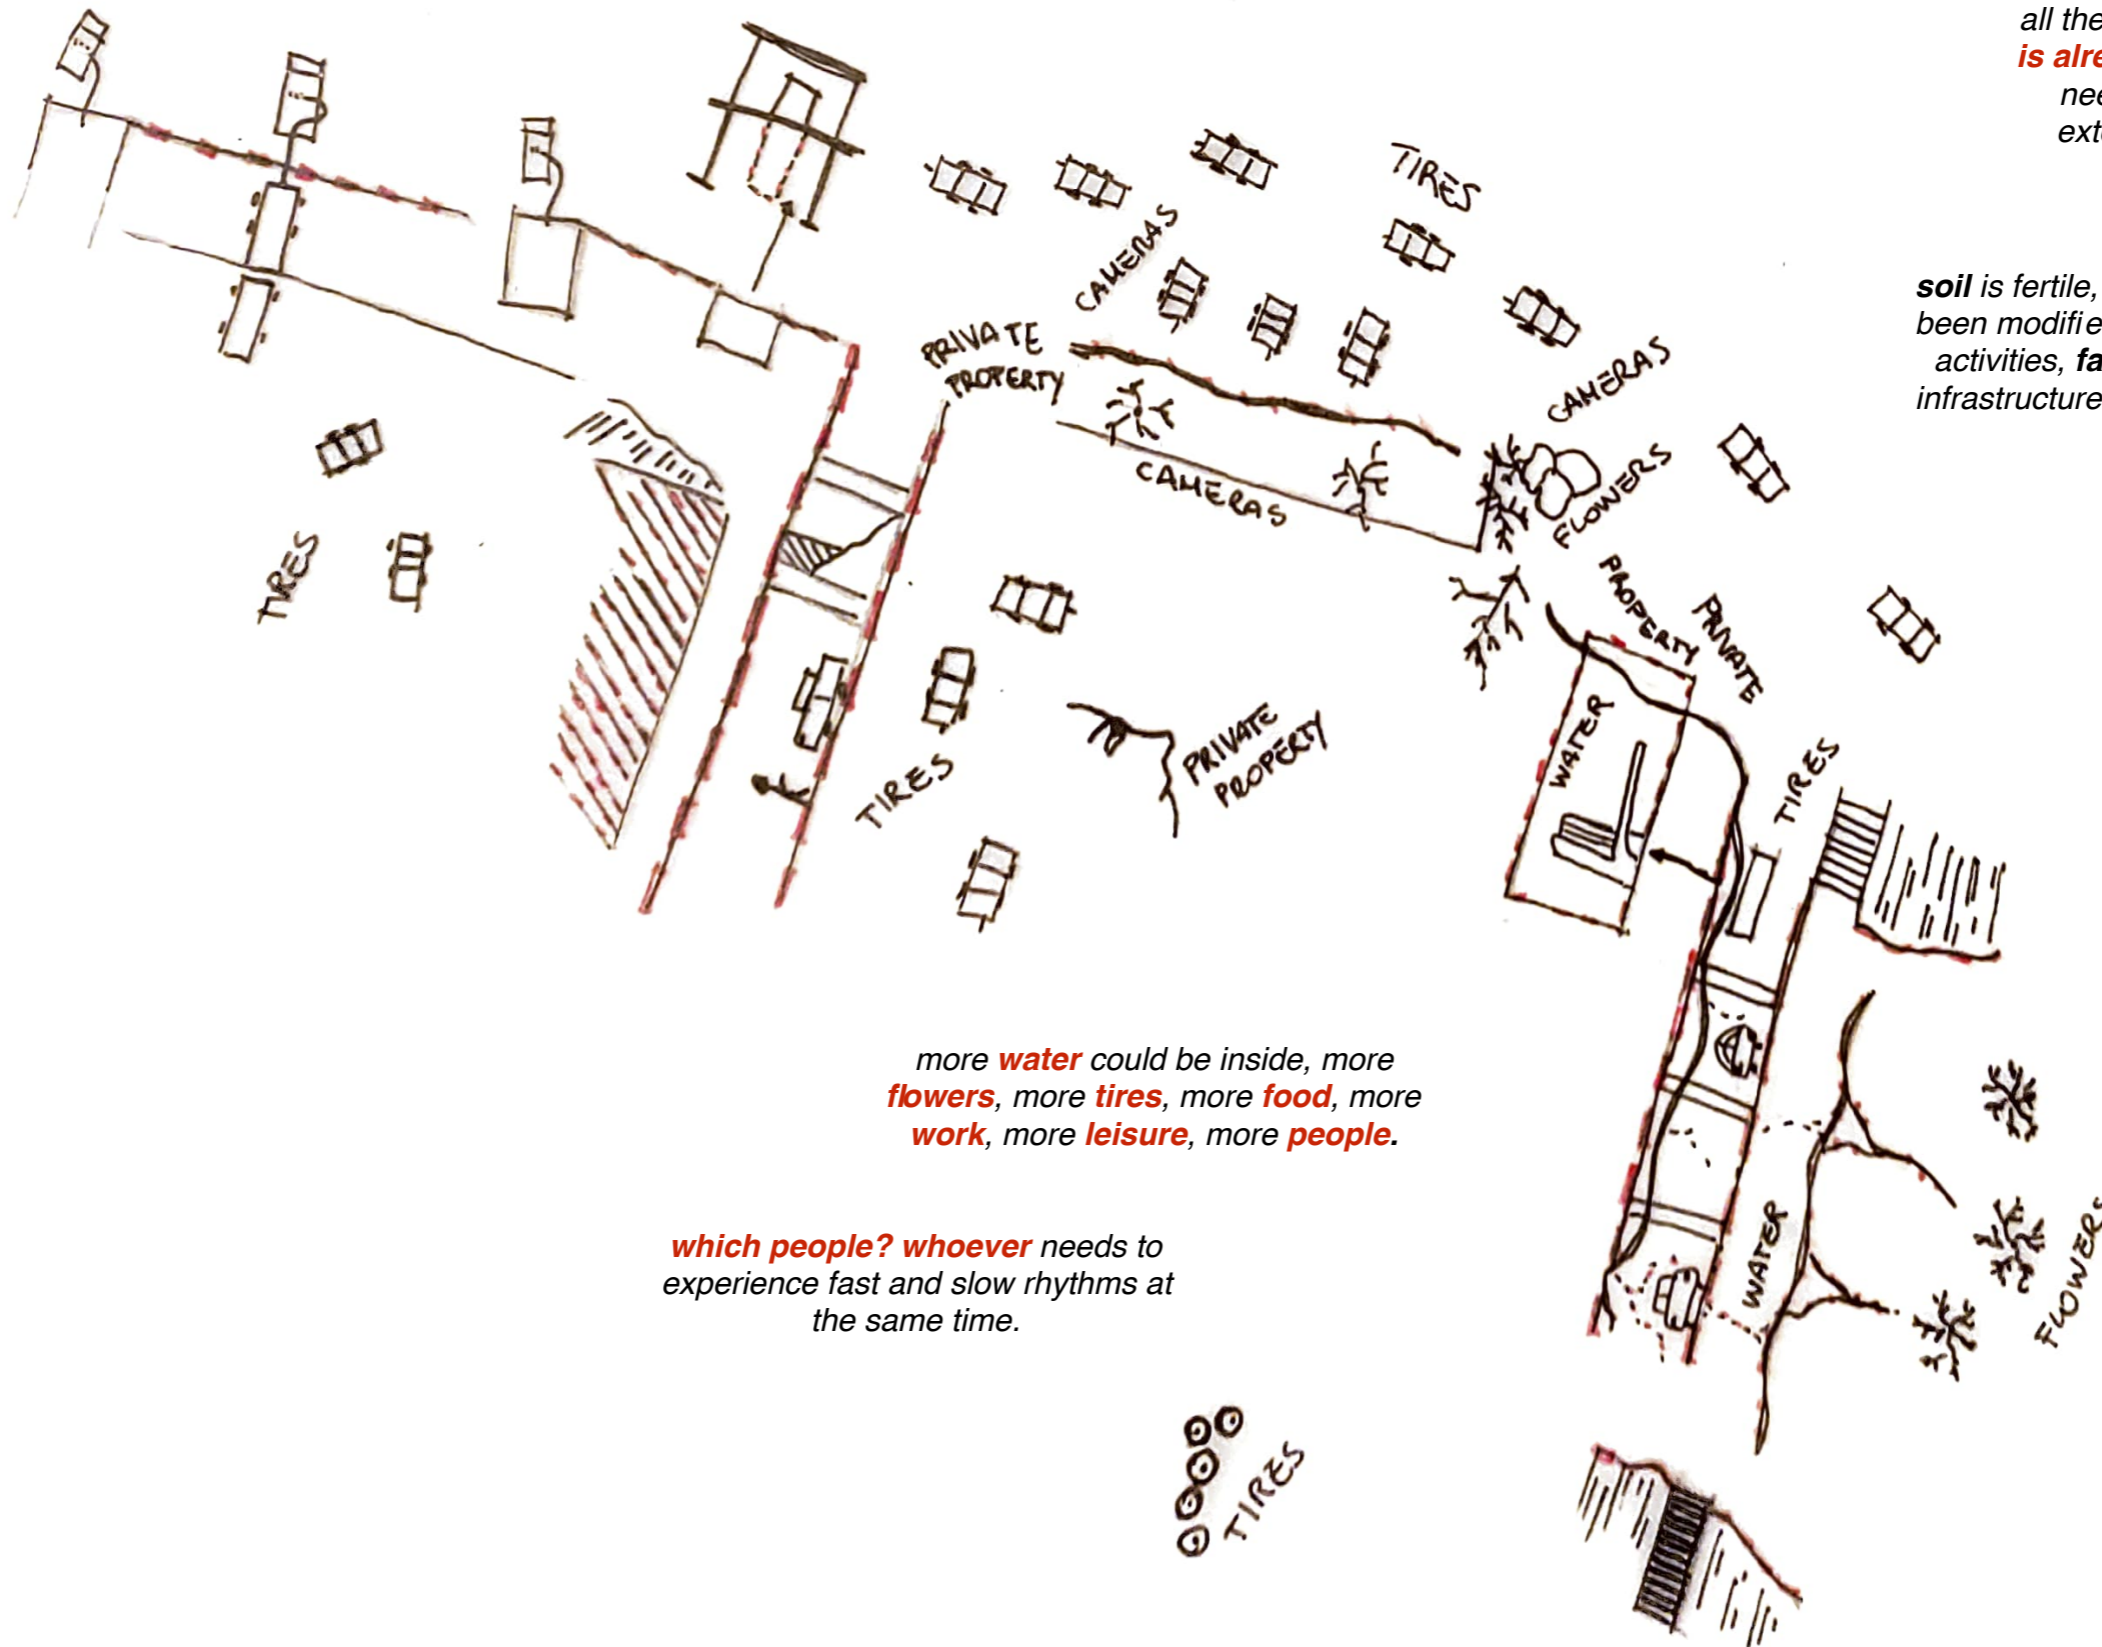 all the
is alre
nee
exte
TIRES
CAMERAS
soil is fertile,
been modifie
activities, fa
infrastructure
PRIVATE
PROPERTY
CAMERAS
CAMERAS
FLOWERS
TIRES
PROPERTY
PRIVATE
WATER
PRIVATE
PROPERTY
TIRES
TIRES
more water could be inside, more
flowers, more tires, more food, more
work, more leisure, more people.
which people? whoever needs to
experience fast and slow rhythms at
the same time.
WATER
FLOWERS
TIRES